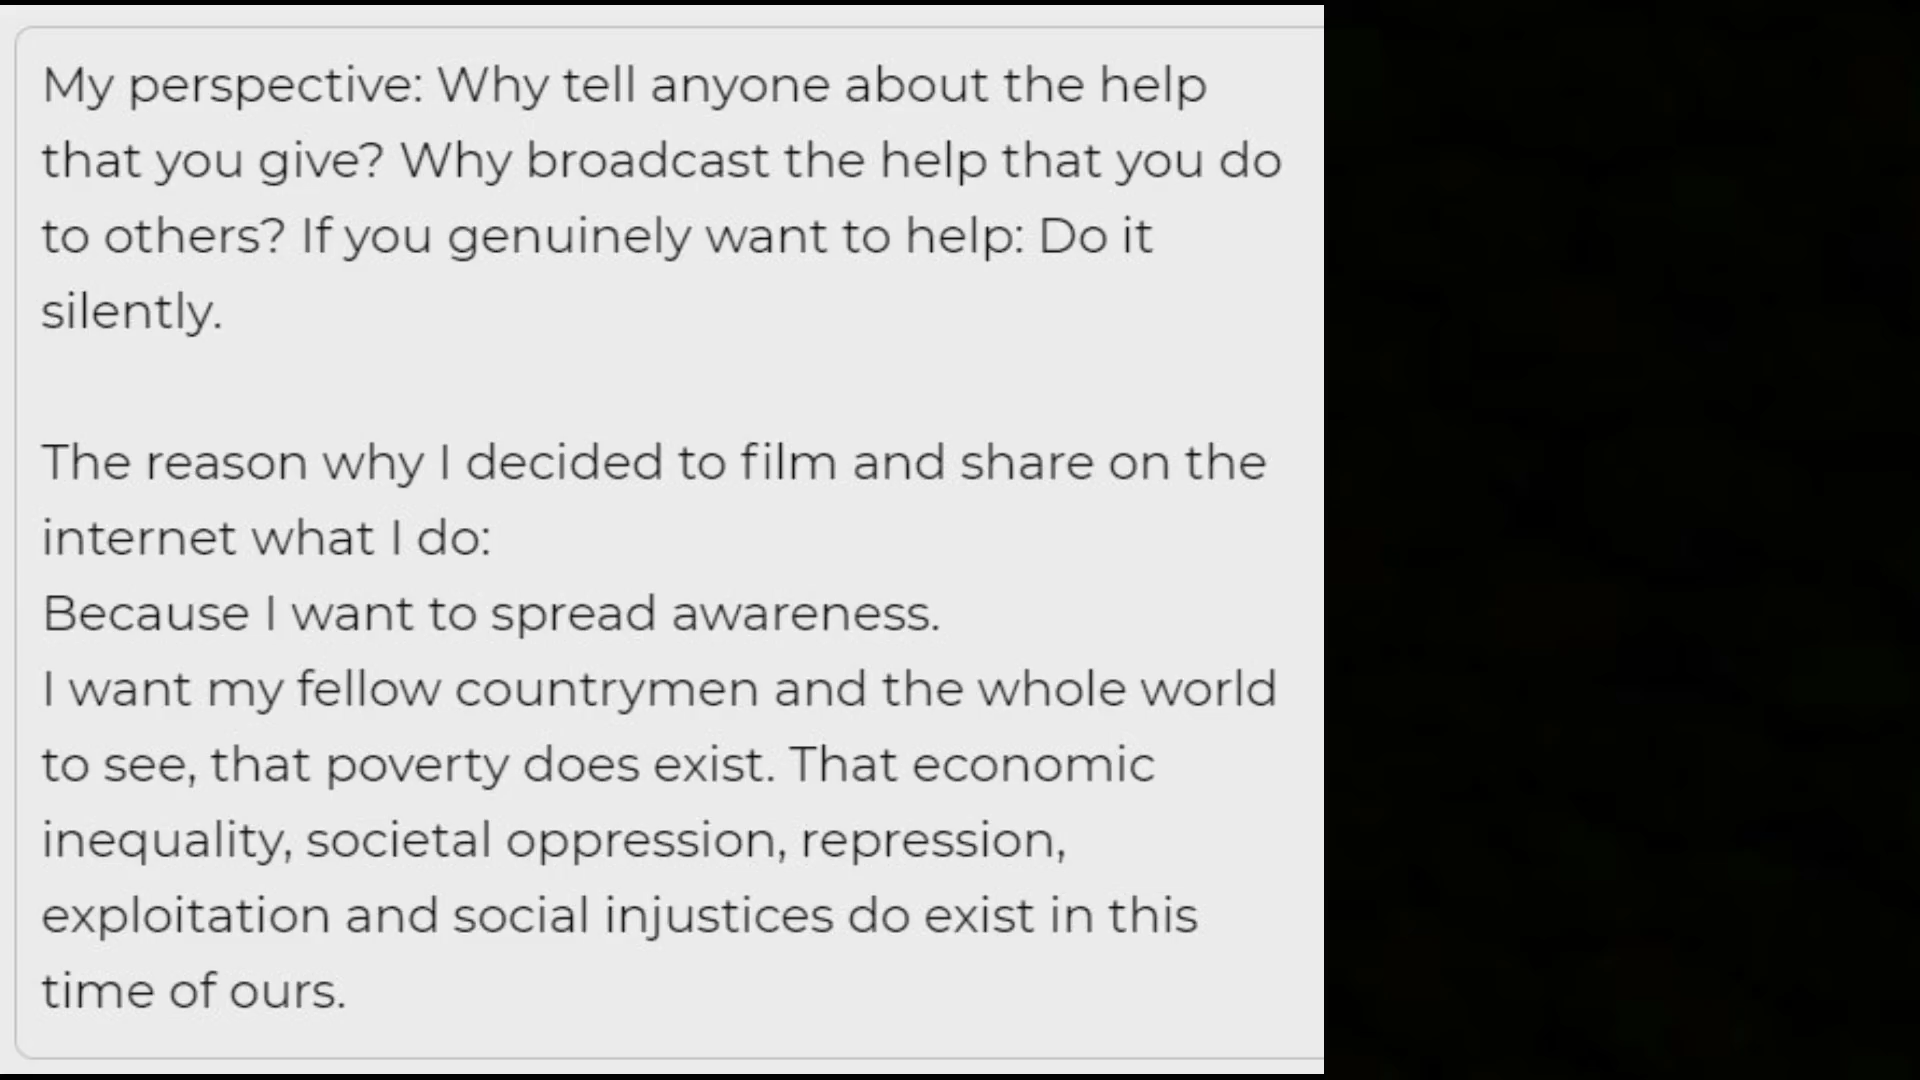 My perspective: Why tell anyone about the help
that you give? Why broadcast the help that you do
to others? If you genuinely want to help: Do it
silently.
The reason why I decided to film and share on the
internet what I do:
Because I want to spread awareness.
I want my fellow countrymen and the whole world
to see, that poverty does exist. That economic
inequality, societal oppression, repression,
exploitation and social injustices do exist in this
time of ours.